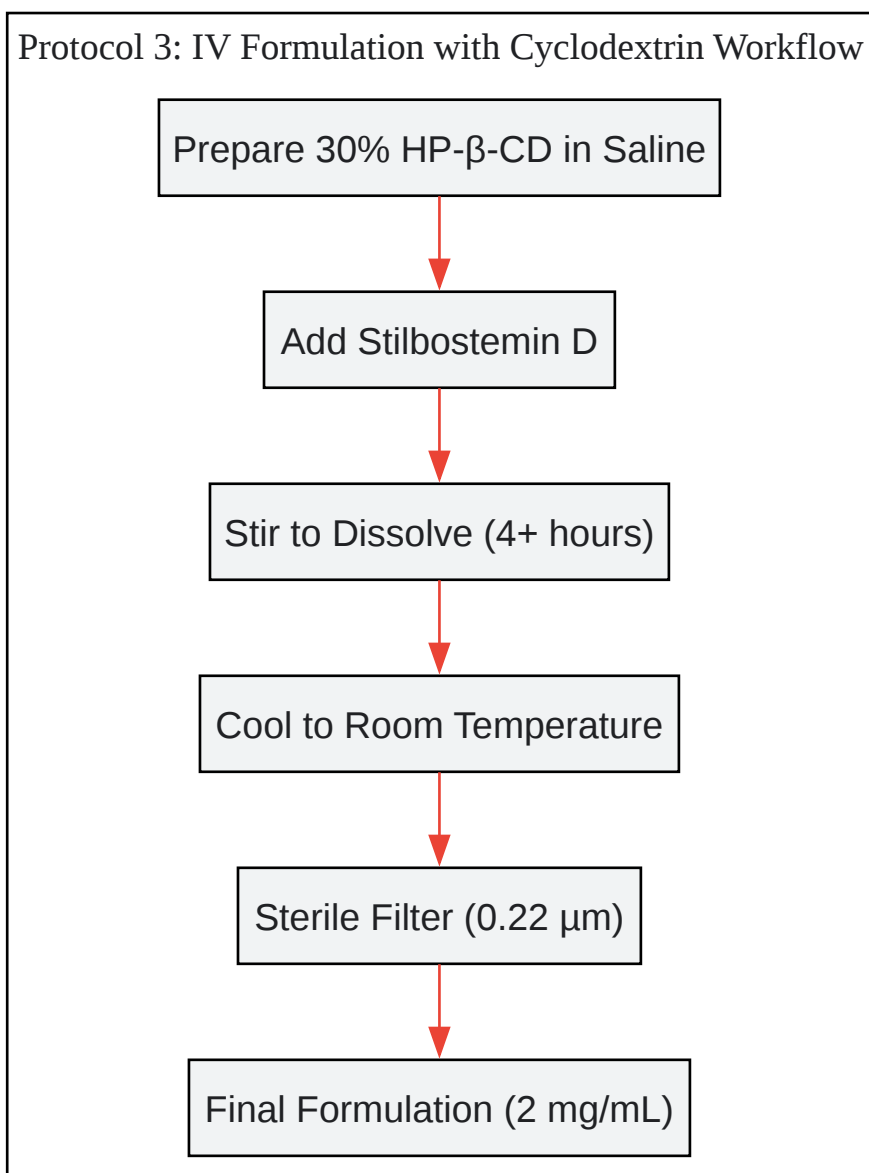 Protocol 3: IV Formulation with Cyclodextrin Workflow
Prepare 30% HP-β-CD in Saline
Add Stilbostemin D
Stir to Dissolve (4+ hours)
Cool to Room Temperature
Sterile Filter (0.22 µm)
Final Formulation (2 mg/mL)